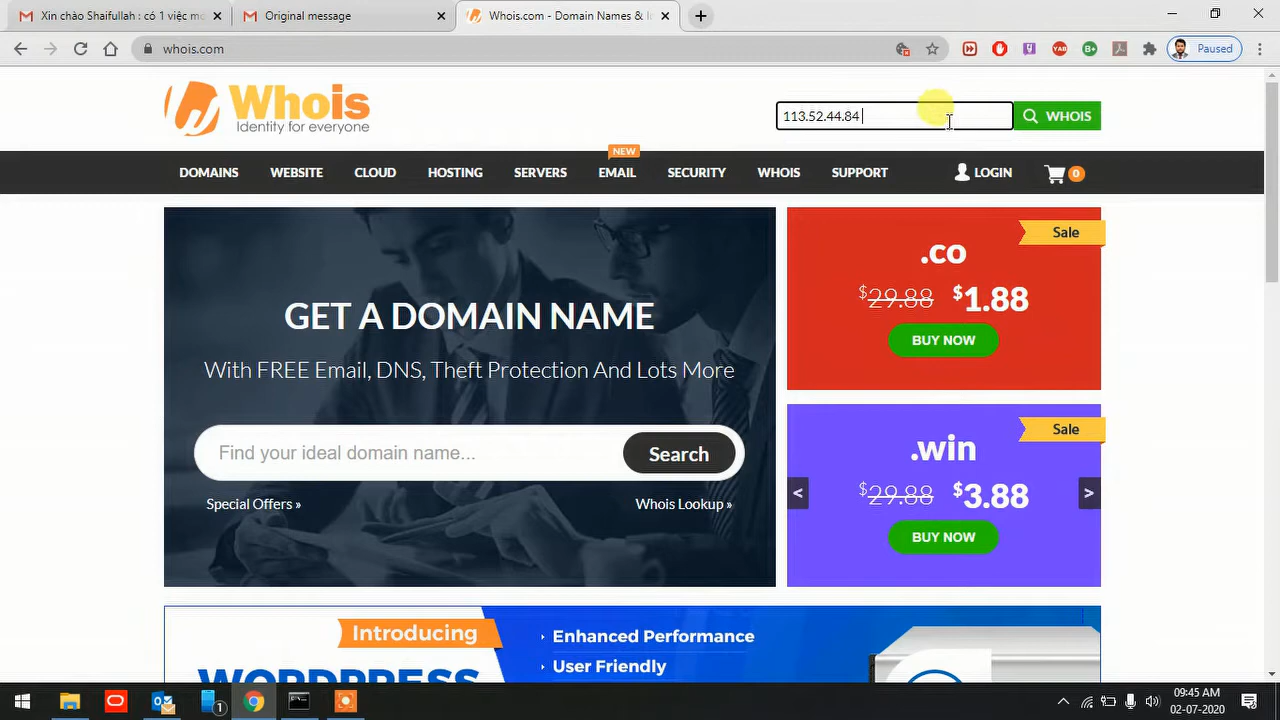 Xin chào Shaifullah : có 1 việc mớ
Original message
Whois.com - Domain Names & I
whois.com
Paused
Whois
Identity for everyone
113.52.44.84
WHOIS
NEW
DOMAINS
WEBSITE
CLOUD
HOSTING
SERVERS
EMAIL
SECURITY
WHOIS
SUPPORT
LOGIN
0
GET A DOMAIN NAME
With FREE Email, DNS, Theft Protection And Lots More
Find your ideal domain name...
Search
Special Offers »
Whois Lookup »
Sale
.co
$29.88 $1.88
BUY NOW
Sale
.win
$29.88 $3.88
BUY NOW
<
>
Introducing
WORDPRESS
Enhanced Performance
User Friendly
1
09:45 AM
02-07-2020